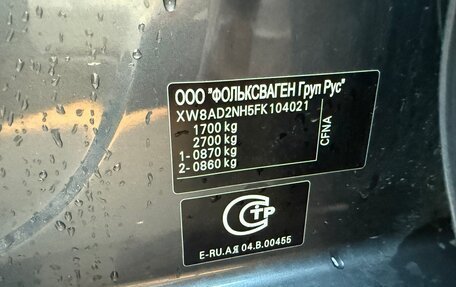 ООО "ФОЛЬКСВАГЕН Груп Рус"
XW8AD2NH5FK104021
1700 kg
2700 kg
1- 0870 kg
2- 0860 kg
CFNA
СТР
E-RU.АЯ 04.В.00455